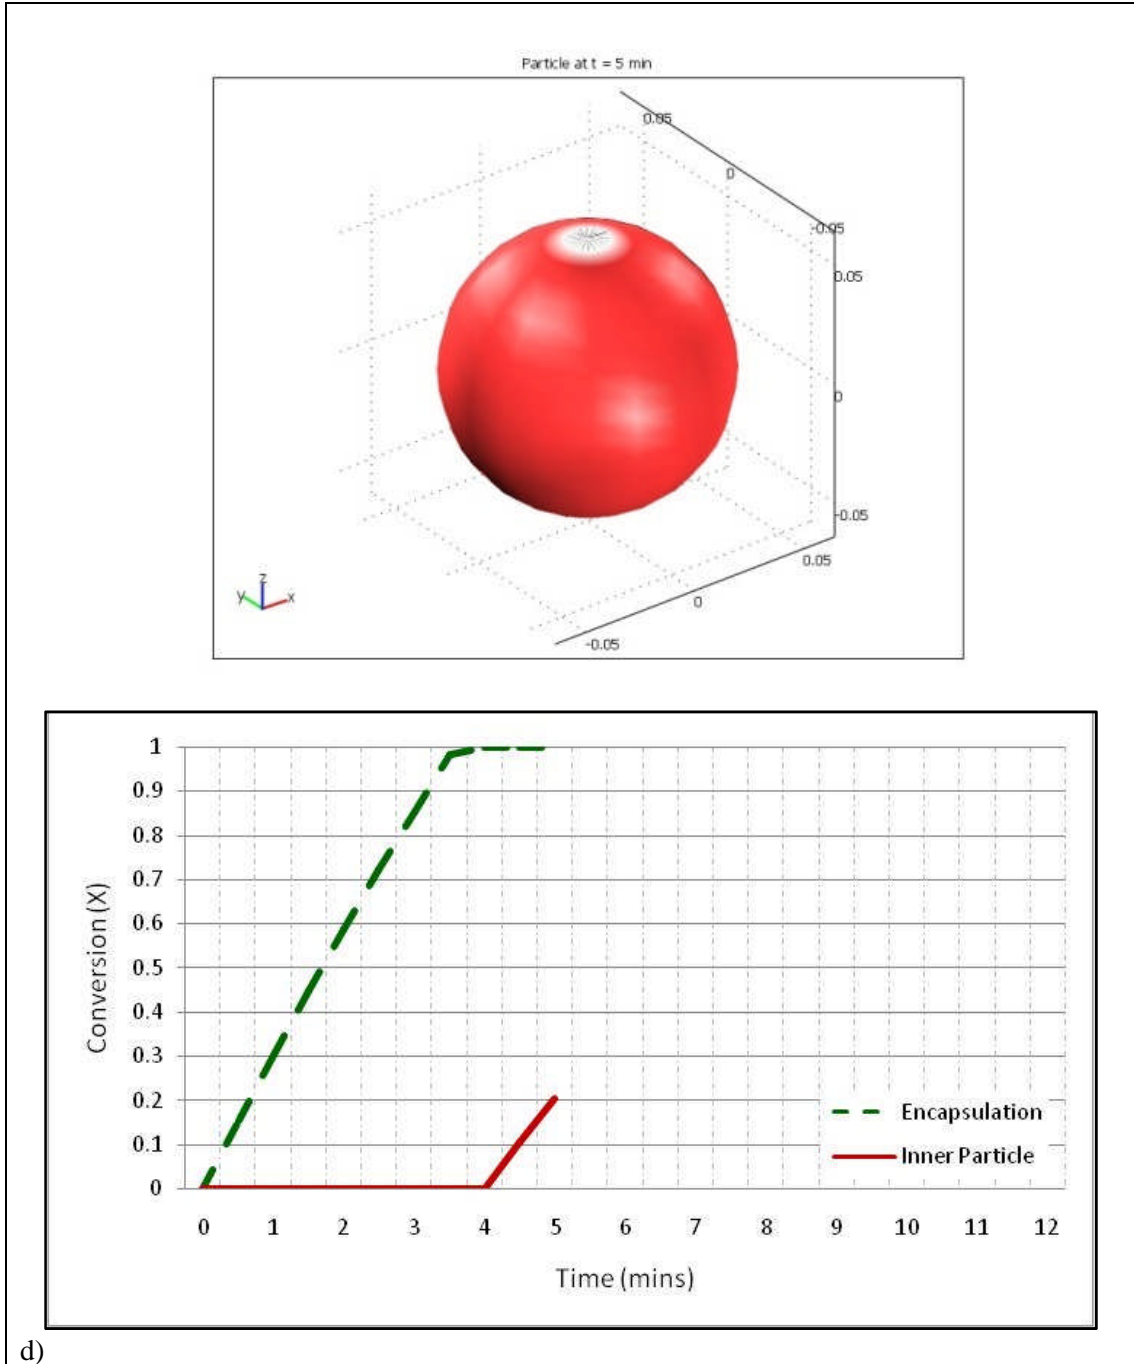 Particle at t = 5 min
0.05
0
-0.05
0.05
0
-0.05
0.05
0
-0.05
z
y
x
1
0.9
0.8
0.7
0.6
0.5
0.4
0.3
0.2
0.1
0
Conversion (X)
Encapsulation
Inner Particle
0 1 2 3 4 5 6 7 8 9 10 11 12
Time (mins)
d)